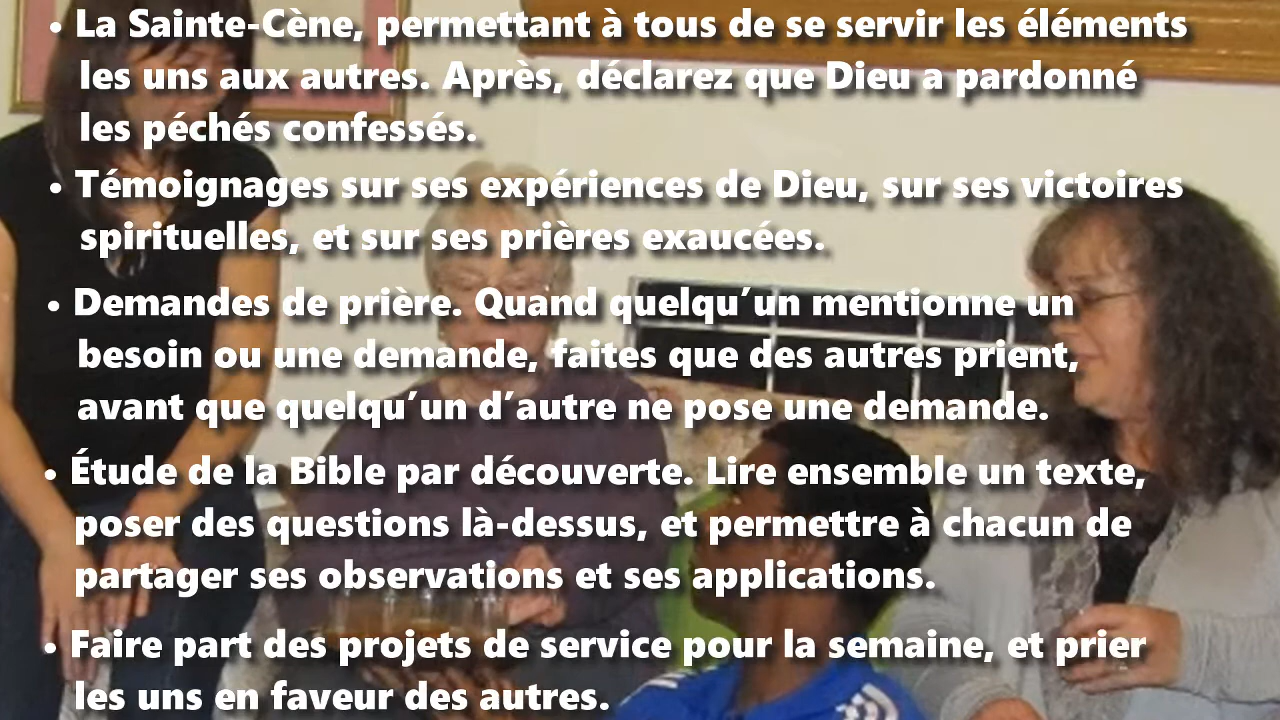 • La Sainte-Cène, permettant à tous de se servir les éléments
les uns aux autres. Après, déclarez que Dieu a pardonné
les péchés confessés.
• Témoignages sur ses expériences de Dieu, sur ses victoires
spirituelles, et sur ses prières exaucées.
• Demandes de prière. Quand quelqu’un mentionne un
besoin ou une demande, faites que des autres prient,
avant que quelqu’un d’autre ne pose une demande.
• Étude de la Bible par découverte. Lire ensemble un texte,
poser des questions là-dessus, et permettre à chacun de
partager ses observations et ses applications.
• Faire part des projets de service pour la semaine, et prier
les uns en faveur des autres.